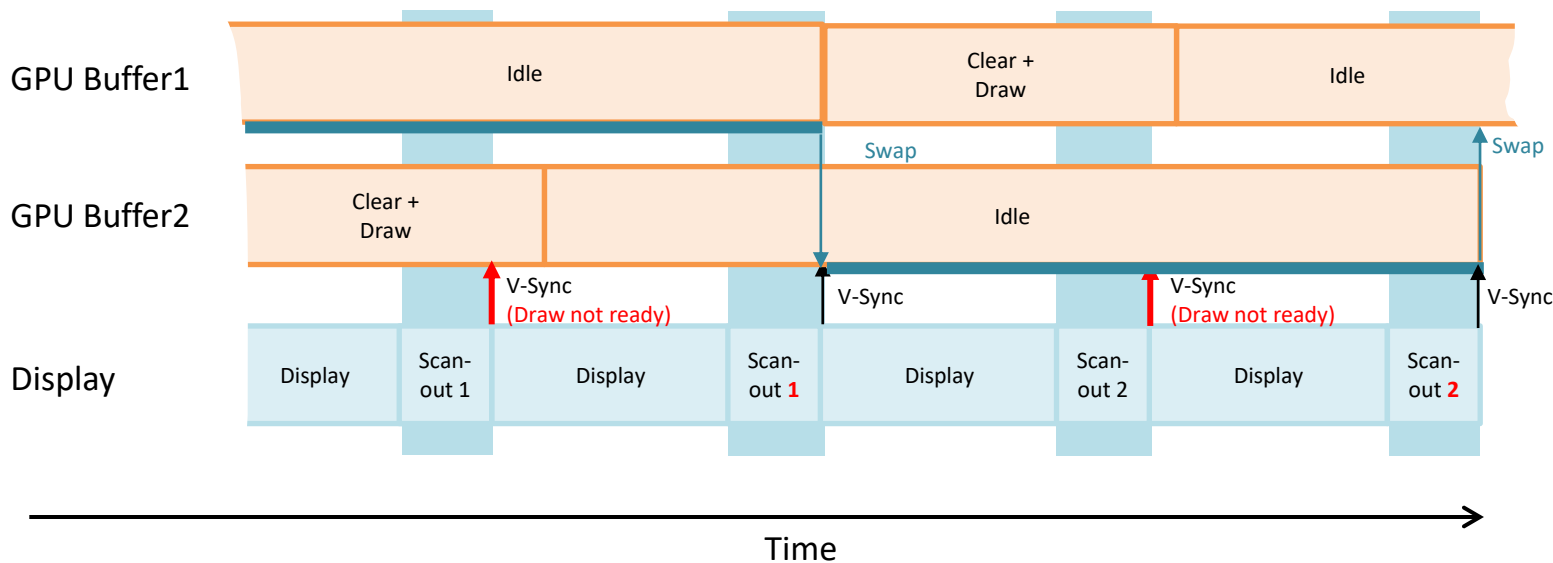 GPU Buffer1
Idle
Clear +
Draw
Idle
Swap
Swap
GPU Buffer2
Clear +
Draw
Idle
V-Sync
(Draw not ready)
V-Sync
V-Sync
(Draw not ready)
V-Sync
Display
Display
Scan-
out 1
Display
Scan-
out 1
Display
Scan-
out 2
Display
Scan-
out 2
Time